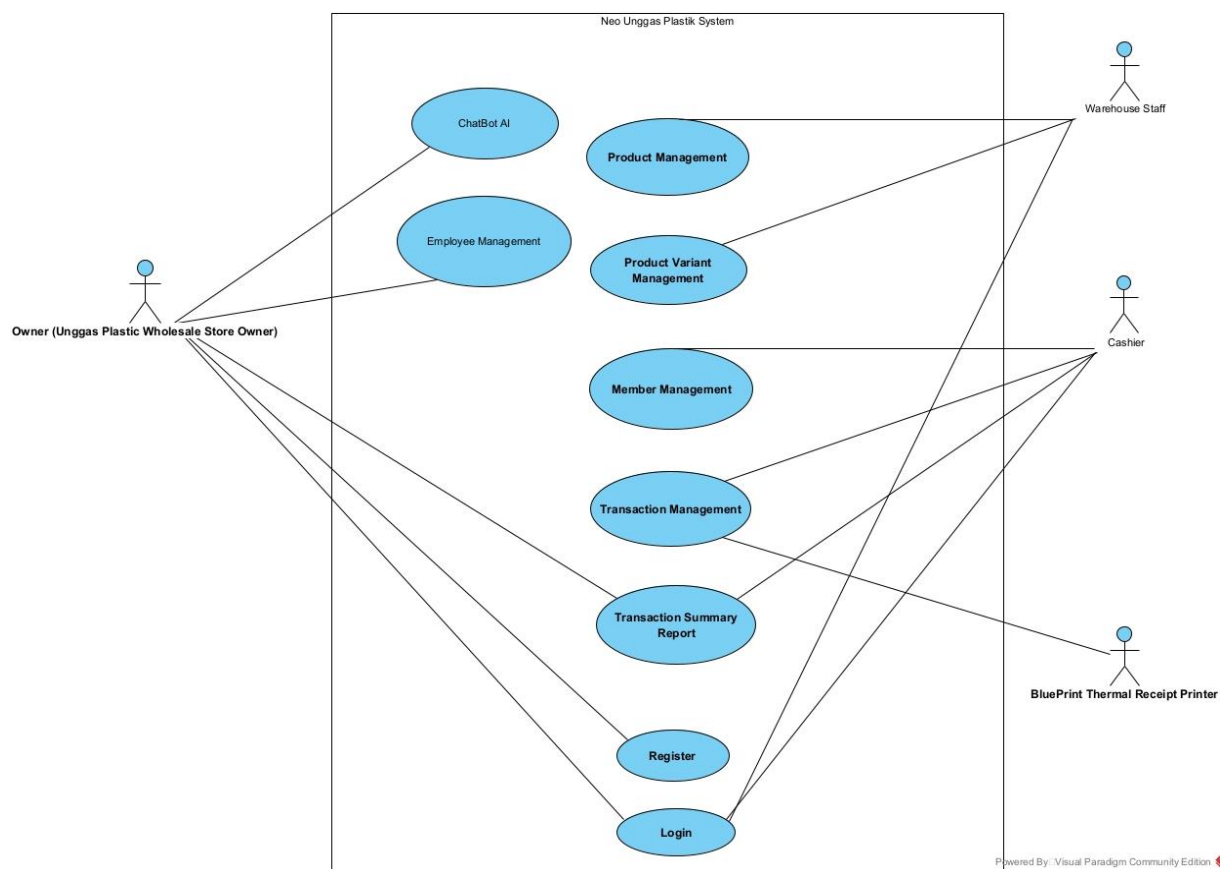 Neo Unggas Plastik System
Warehouse Staff
ChatBot AI
Product Management
Employee Management
Product Variant
Management
Owner (Unggas Plastic Wholesale Store Owner)
Cashier
Member Management
Transaction Management
Transaction Summary
Report
BluePrint Thermal Receipt Printer
Register
Login
Powered By Visual Paradigm Community Edition